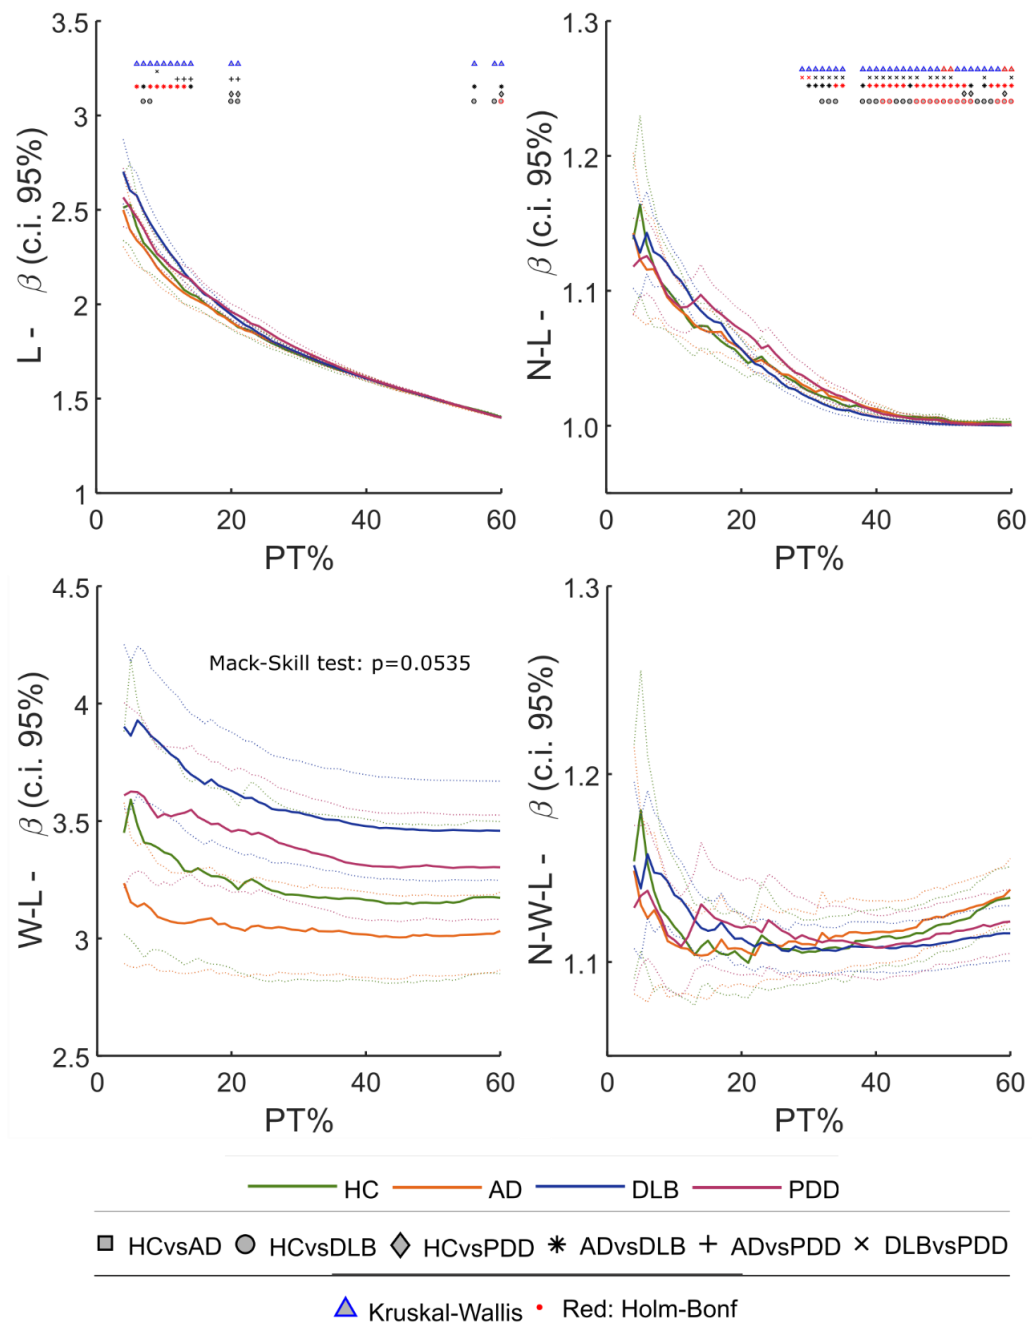 3.5
3
2.5
2
1.5
1
L - β (c.i. 95%)
0 20 40 60
PT%
1.3
1.2
1.1
1.0
N-L - β (c.i. 95%)
0 20 40 60
PT%
4.5
4
3.5
3
2.5
W-L - β (c.i. 95%)
Mack-Skill test: p=0.0535
0 20 40 60
PT%
1.3
1.2
1.1
N-W-L - β (c.i. 95%)
0 20 40 60
PT%
HC AD DLB PDD
HCvsAD HCvsDLB HCvsPDD ADvsDLB ADvsPDD DLBvsPDD
Kruskal-Wallis Red: Holm-Bonf